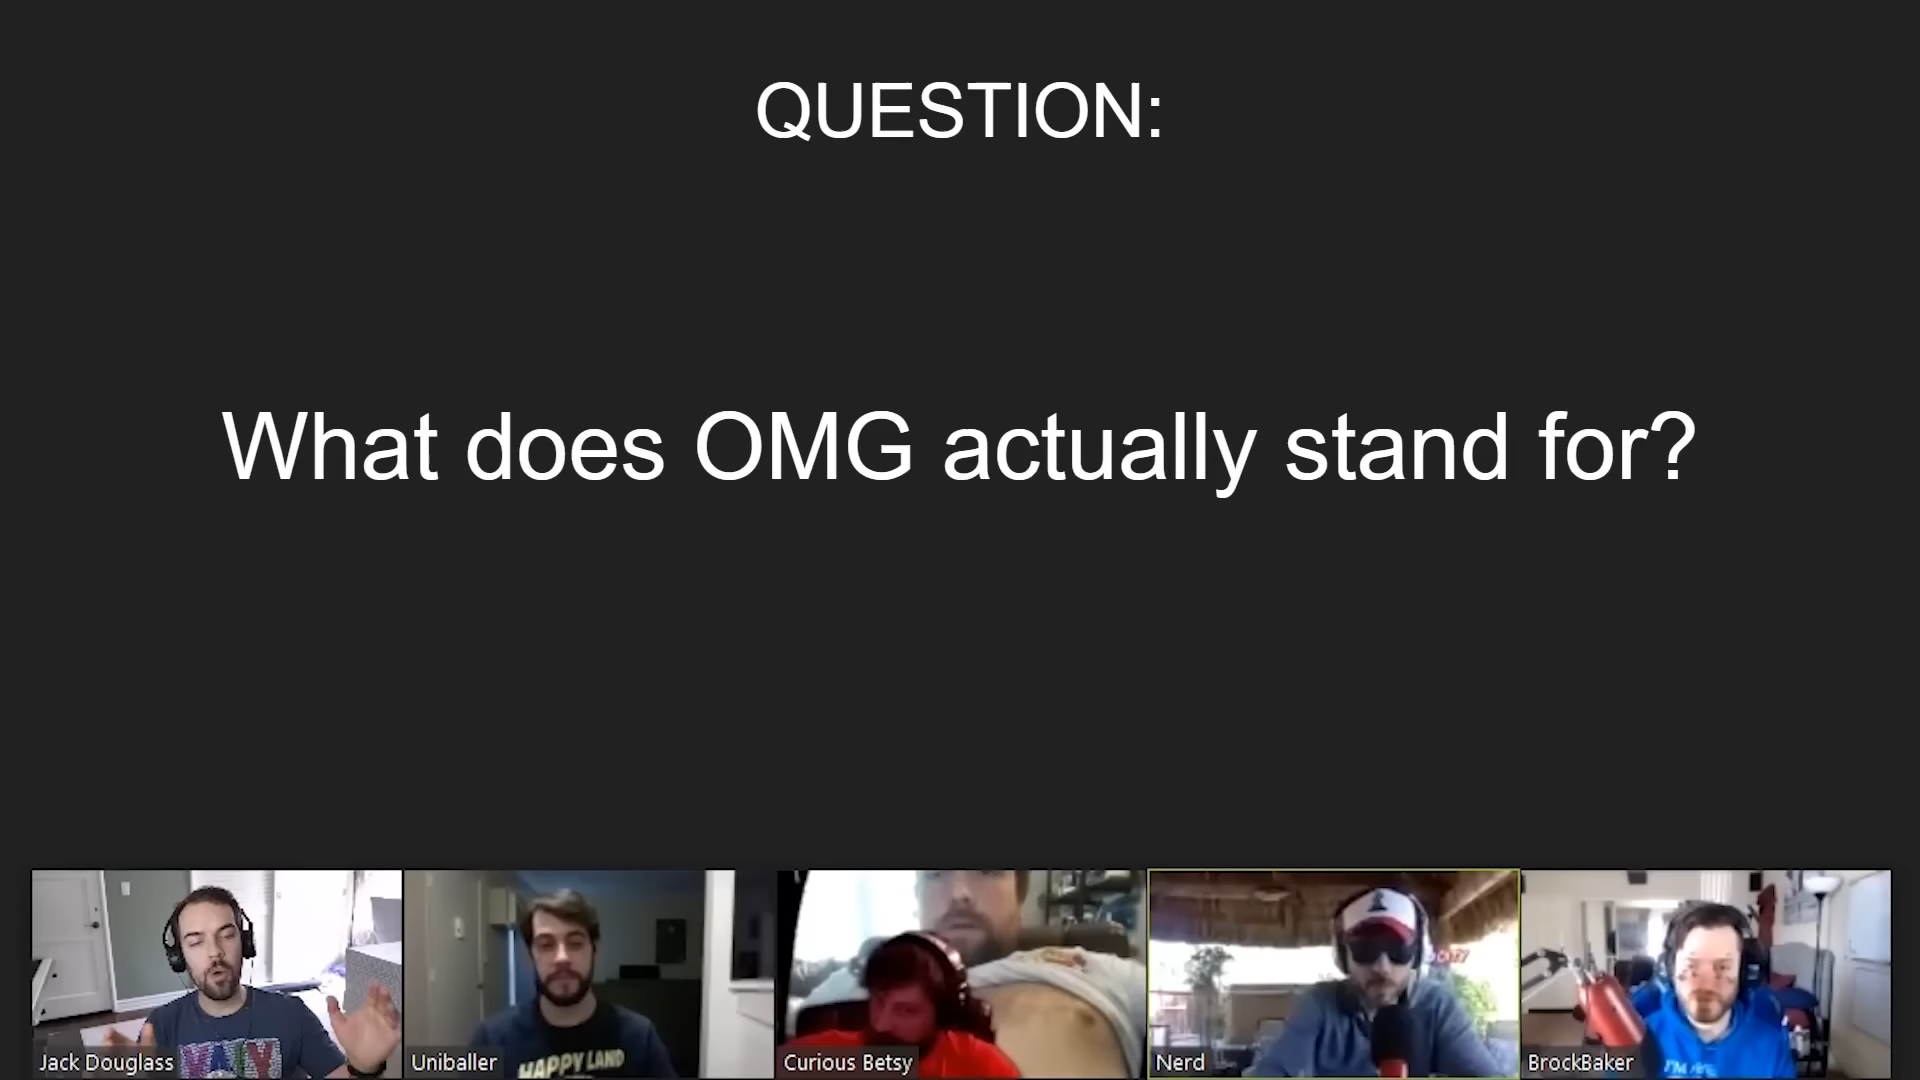 QUESTION:
What does OMG actually stand for?
Jack Douglass
Uniballer
HAPPY LAND
Curious Betsy
Nerd
BrockBaker